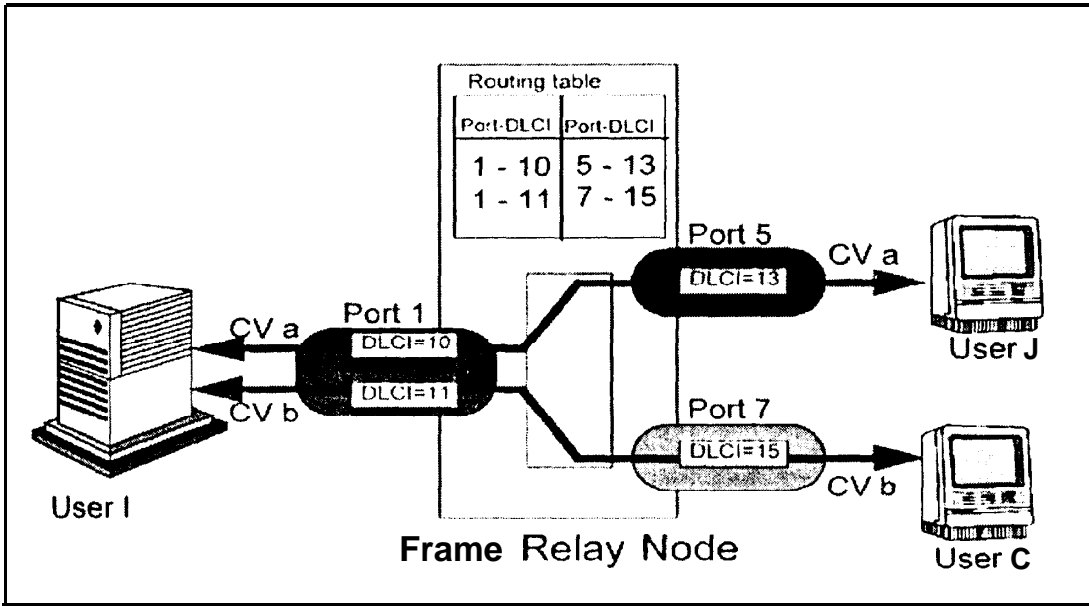 Routing table
Port-DLCI Port-DLCI
1 - 10 5 - 13
1 - 11 7 - 15
Port 5
CV a
DLCI=13
User J
Port 1
CV a
DLCI=10
DLCI=11
CV b
User I
Port 7
DLCI=15
CV b
User C
Frame Relay Node